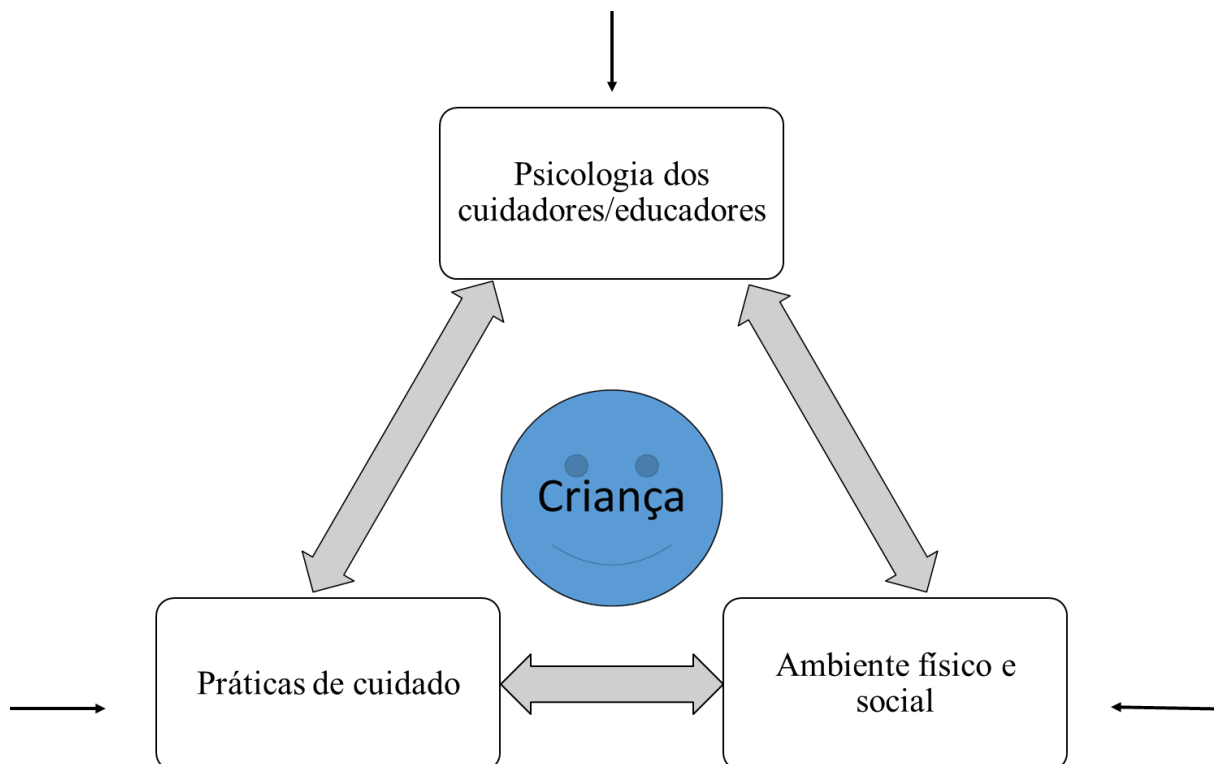 Psicologia dos
cuidadores/educadores
Criança
Práticas de cuidado
Ambiente físico e
social